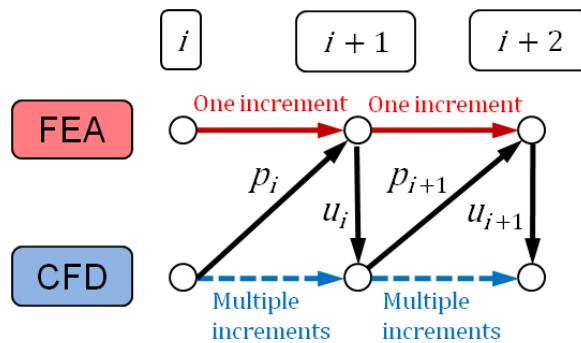 i
i + 1
i + 2
FEA
One increment
One increment
p_i
u_i
p_{i+1}
u_{i+1}
CFD
Multiple
increments
Multiple
increments